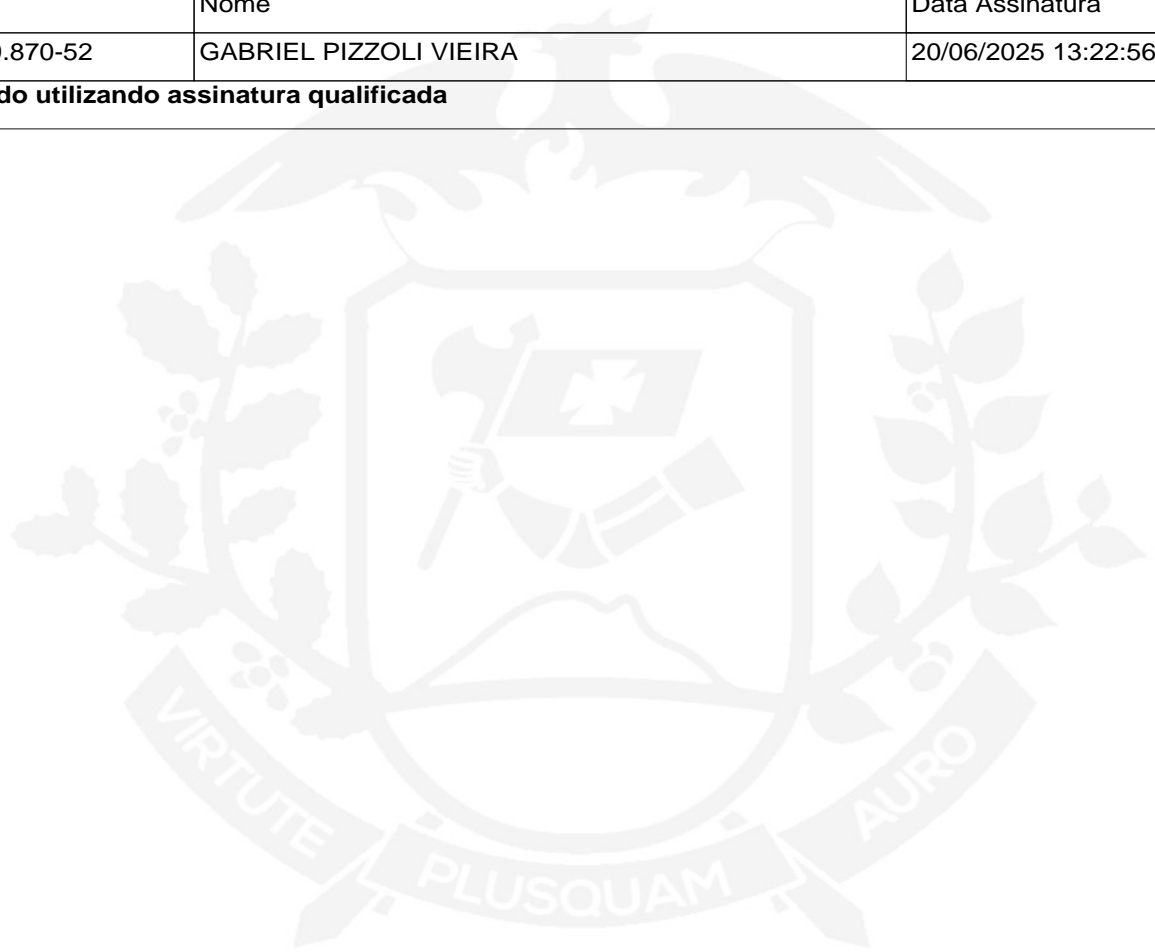 Nome Data Assinatura
.870-52 GABRIEL PIZZOLI VIEIRA 20/06/2025 13:22:56
do utilizando assinatura qualificada
VIRTUTE PLUSQUAM AURO